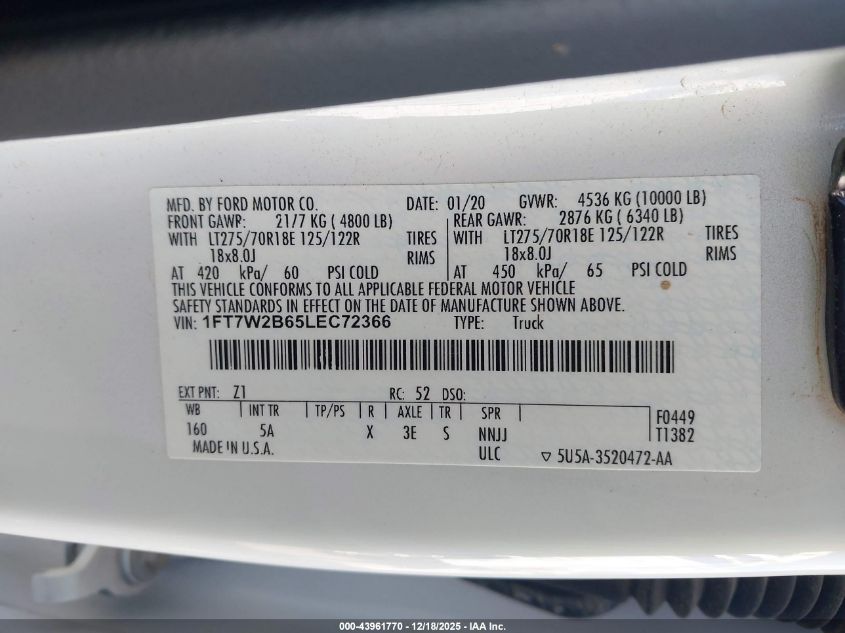 MFD. BY FORD MOTOR CO. DATE: 01/20 GVWR: 4536 KG (10000 LB)
FRONT GAWR: 21/7 KG ( 4800 LB) REAR GAWR: 2876 KG ( 6340 LB)
WITH LT275/70R18E 125/122R TIRES WITH LT275/70R18E 125/122R TIRES
18x8.0J RIMS 18x8.0J RIMS
AT 420 kPa/ 60 PSI COLD AT 450 kPa/ 65 PSI COLD
THIS VEHICLE CONFORMS TO ALL APPLICABLE FEDERAL MOTOR VEHICLE
SAFETY STANDARDS IN EFFECT ON THE DATE OF MANUFACTURE SHOWN ABOVE.
VIN: 1FT7W2B65LEC72366 TYPE: Truck
EXT PNT: Z1 RC: 52 DSO:
WB INT TR TP/PS R AXLE TR SPR F0449
160 5A X 3E S NNJJ T1382
MADE IN U.S.A. ULC ▽ 5U5A-3520472-AA
000-43961770 - 12/18/2025 - IAA Inc.